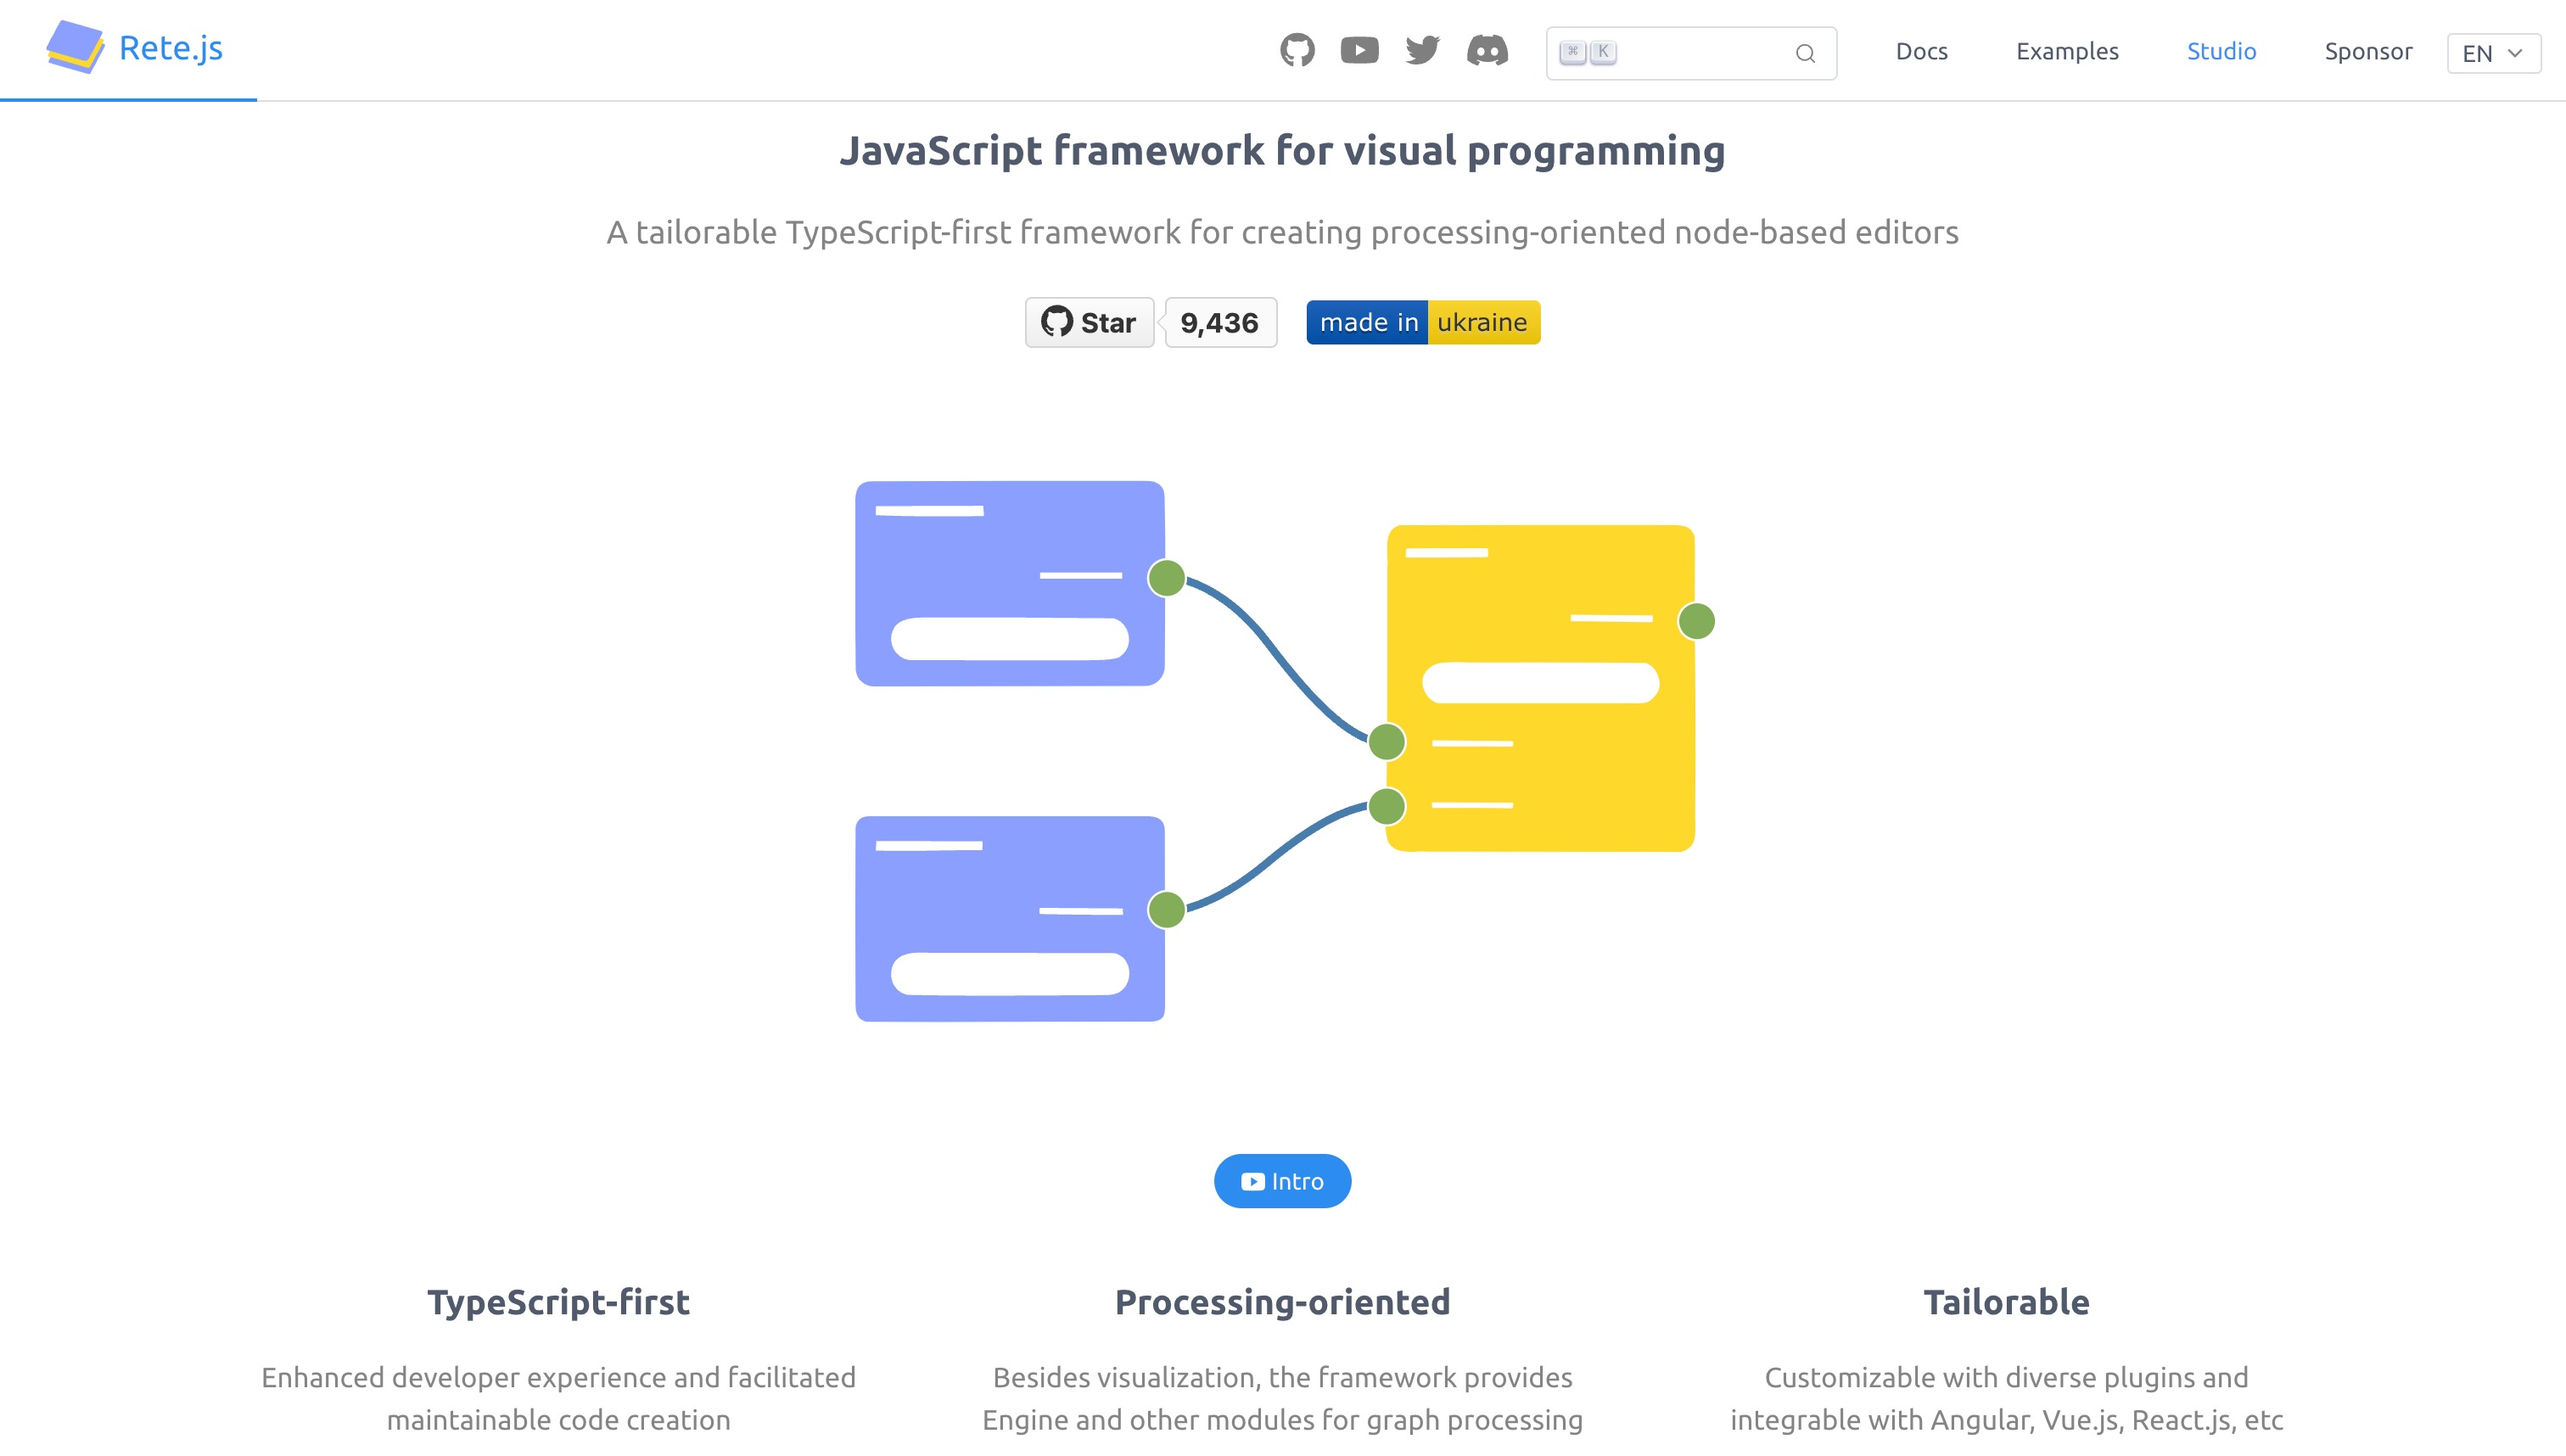 Rete.js
⌘ K
Docs
Examples
Studio
Sponsor
EN
JavaScript framework for visual programming
A tailorable TypeScript-first framework for creating processing-oriented node-based editors
Star
9,436
made in ukraine
Intro
TypeScript-first
Enhanced developer experience and facilitated
maintainable code creation
Processing-oriented
Besides visualization, the framework provides
Engine and other modules for graph processing
Tailorable
Customizable with diverse plugins and
integrable with Angular, Vue.js, React.js, etc